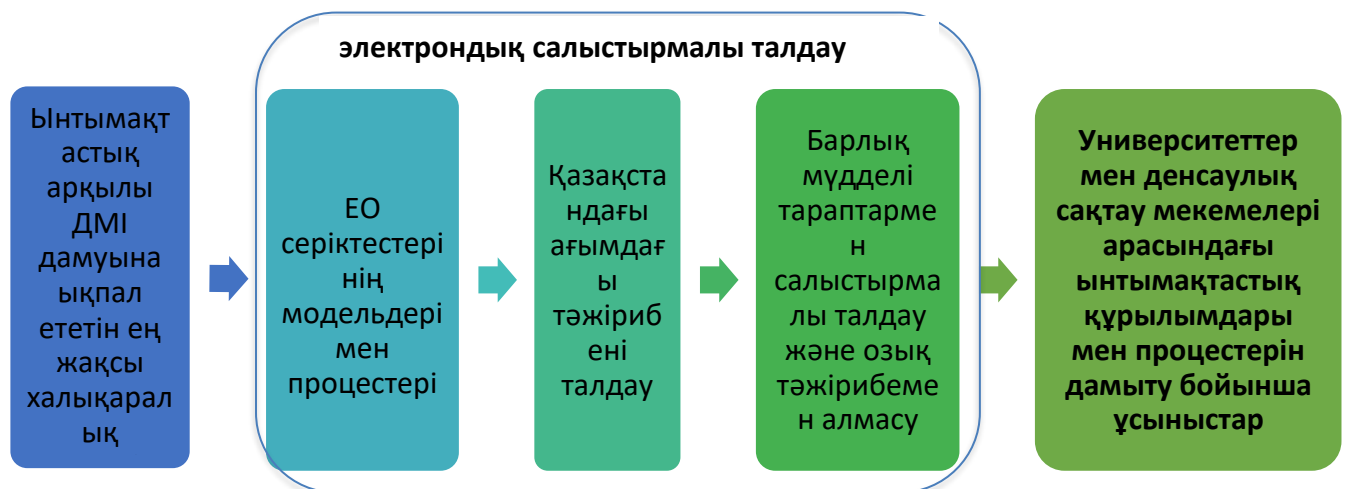 электрондық салыстырмалы талдау
Ынтымақт
астық
арқылы
ДМІ
дамуына
ықпал
ететін ең
жақсы
халықарал
ық
ЕО
серіктестері
нің
модельдері
мен
процестері
Қазақста
ндағы
ағымдағ
ы
тәжіриб
ені
талдау
Барлық
мүдделі
тараптарме
н
салыстырма
лы талдау
және озық
тәжірибеме
н алмасу
Университеттер
мен денсаулық
сақтау мекемелері
арасындағы
ынтымақтастық
құрылымдары
мен процестерін
дамыту бойынша
ұсыныстар